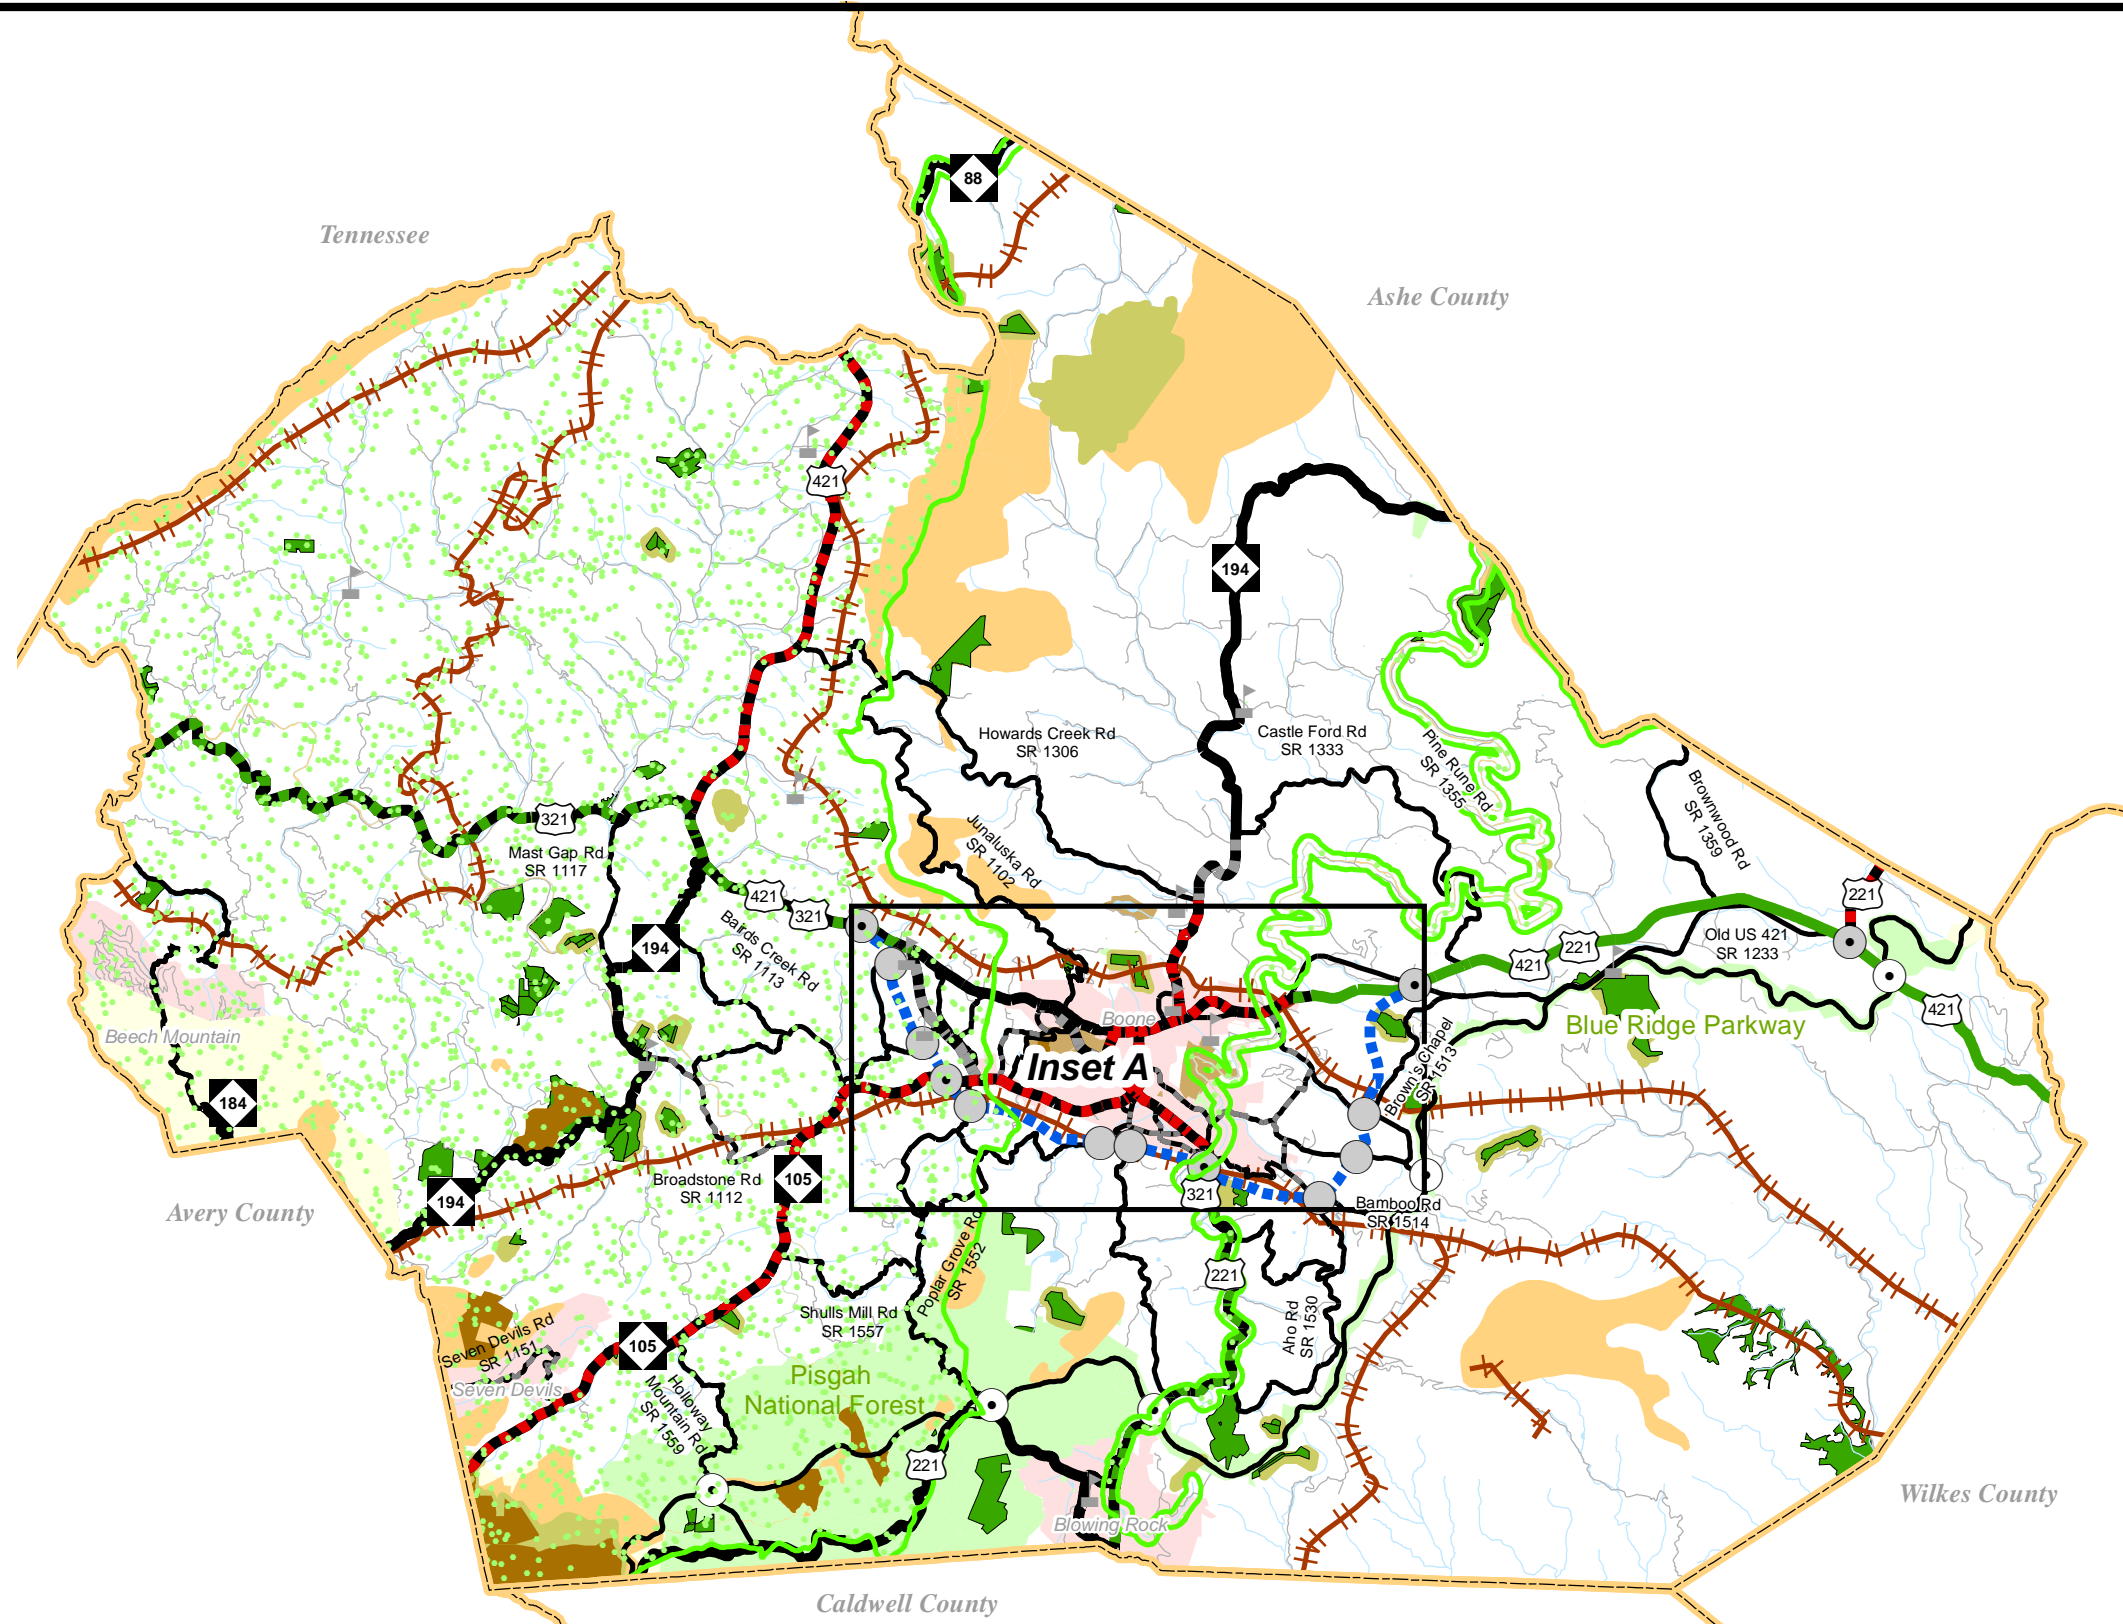 88
Tennessee
Ashe County
421
194
Howards Creek Rd
SR 1306
Castle Ford Rd
SR 1333
Pine Rune Rd
SR 1355
Brownwood Rd
SR 1359
321
Mast Gap Rd
SR 1117
Junaluska Rd
SR 1102
421
321
221
194
Bairds Creek Rd
SR 1113
Old US 421
SR 1233
221
421
421
Boone
Blue Ridge Parkway
Beech Mountain
Inset A
Brown's Chapel
SR 1513
184
Broadstone Rd
SR 1112
105
194
321
Bamboo Rd
SR 1514
Avery County
Poplar Grove Rd
SR 1552
221
Shulls Mill Rd
SR 1557
Aho Rd
SR 1530
Seven Devils Rd
SR 1151
105
Seven Devils
Pisgah
National Forest
Holloway
Mountain Rd
SR 1559
221
Wilkes County
Blowing Rock
Caldwell County